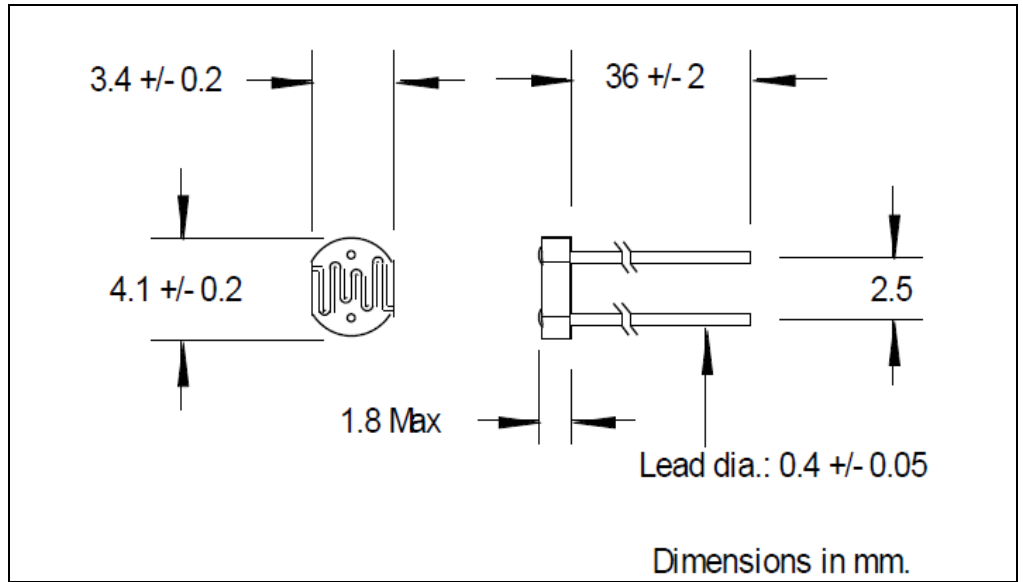 3.4 +/- 0.2
36 +/- 2
4.1 +/- 0.2
2.5
1.8 Max
Lead dia.: 0.4 +/- 0.05
Dimensions in mm.